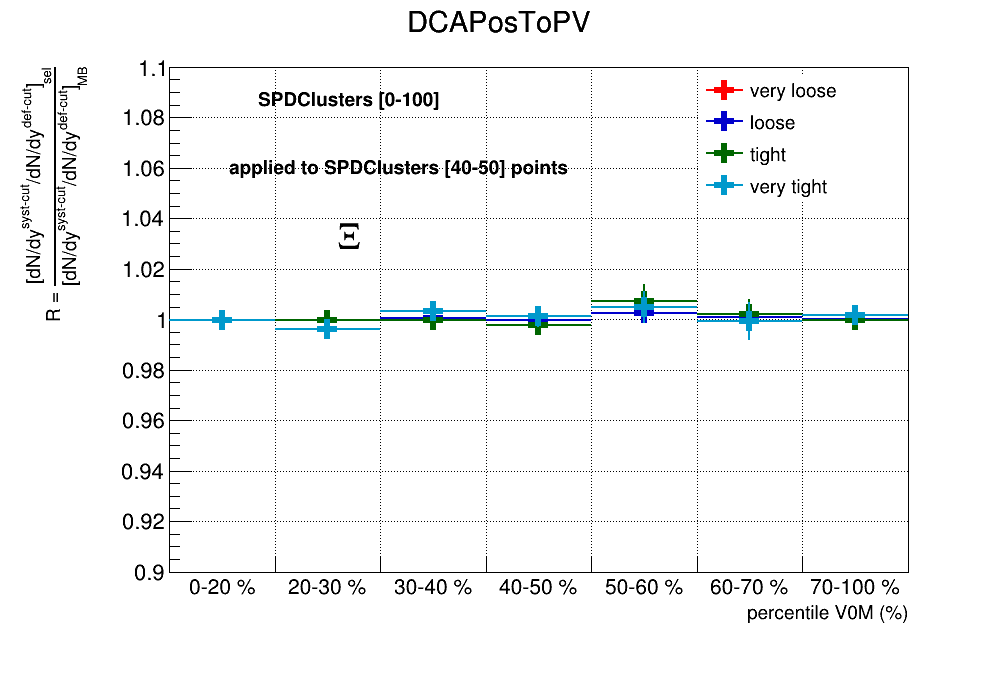 DCAPosToPV
R = [dN/dy^syst-cut/dN/dy^def-cut]_sel
[dN/dy^syst-cut/dN/dy^def-cut]_MB
SPDClusters [0-100]
applied to SPDClusters [40-50] points
Ξ
very loose
loose
tight
very tight
1.1
1.08
1.06
1.04
1.02
1
0.98
0.96
0.94
0.92
0.9
0-20 % 20-30 % 30-40 % 40-50 % 50-60 % 60-70 % 70-100 %
percentile V0M (%)